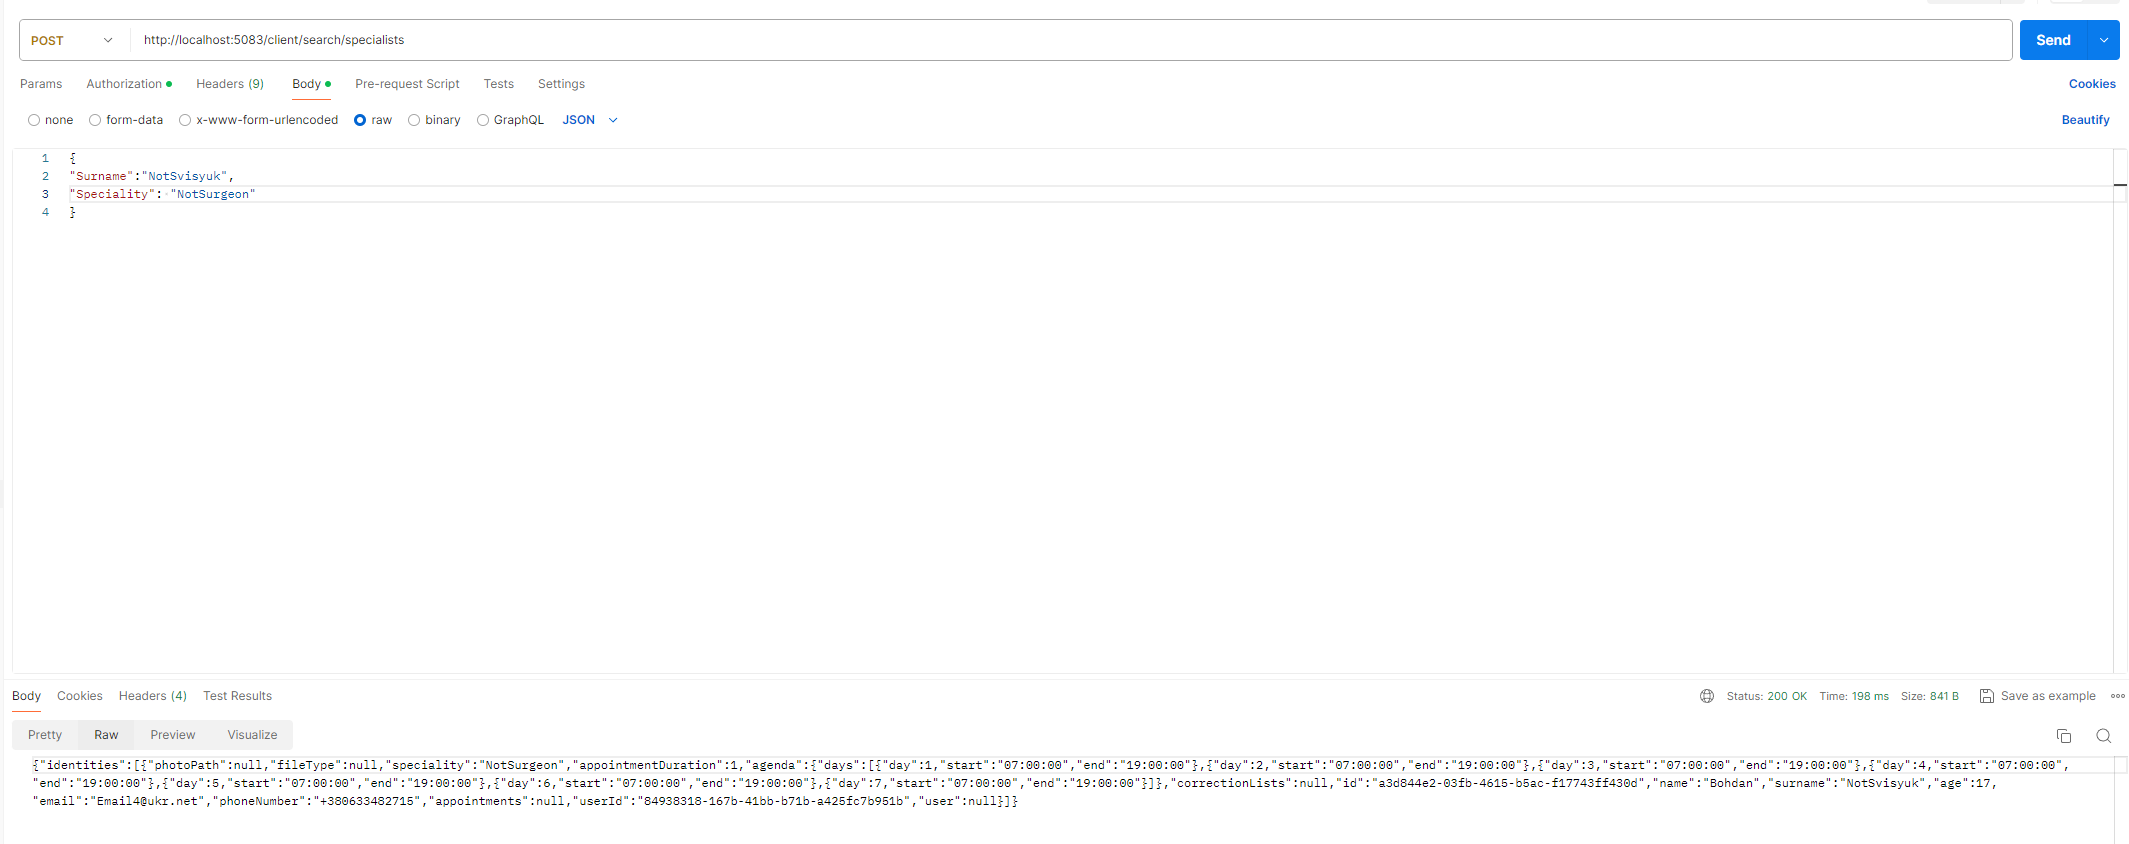 POST http://localhost:5083/client/search/specialists Send
Params Authorization Headers (9) Body Pre-request Script Tests Settings Cookies
none form-data x-www-form-urlencoded raw binary GraphQL JSON Beautify
1 {
2 "Surname":"NotSvisyuk",
3 "Speciality": "NotSurgeon"
4 }
Body Cookies Headers (4) Test Results Status: 200 OK Time: 198 ms Size: 841 B Save as example
Pretty Raw Preview Visualize
{"identities":[{"photoPath":null,"fileType":null,"speciality":"NotSurgeon","appointmentDuration":1,"agenda":{"days":[{"day":1,"start":"07:00:00","end":"19:00:00"},{"day":2,"start":"07:00:00","end":"19:00:00"},{"day":3,"start":"07:00:00","end":"19:00:00"},{"day":4,"start":"07:00:00",
"end":"19:00:00"},{"day":5,"start":"07:00:00","end":"19:00:00"},{"day":6,"start":"07:00:00","end":"19:00:00"},{"day":7,"start":"07:00:00","end":"19:00:00"}]},"correctionLists":null,"id":"a3d844e2-03fb-4615-b5ac-f17743ff430d","name":"Bohdan","surname":"NotSvisyuk","age":17,
"email":"Email4@ukr.net","phoneNumber":"+380633482715","appointments":null,"userId":"84938318-167b-41bb-b71b-a425fc7b951b","user":null}]}